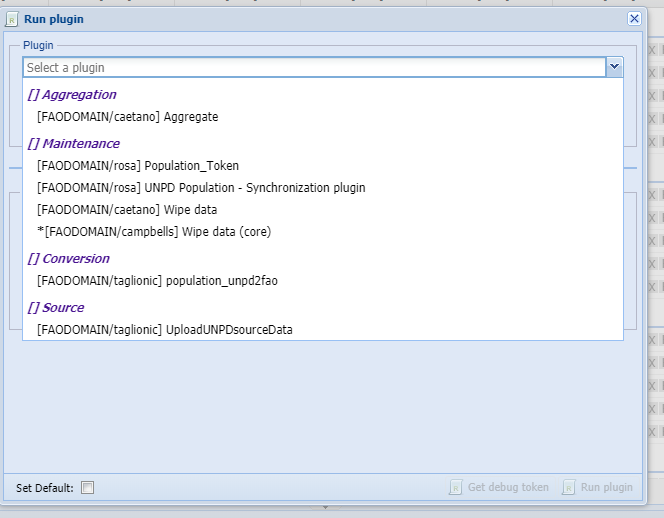 Run plugin
Plugin
Select a plugin
[] Aggregation
[FAODOMAIN/caetano] Aggregate
[] Maintenance
[FAODOMAIN/rosa] Population_Token
[FAODOMAIN/rosa] UNPD Population - Synchronization plugin
[FAODOMAIN/caetano] Wipe data
*[FAODOMAIN/campbells] Wipe data (core)
[] Conversion
[FAODOMAIN/taglionic] population_unpd2fao
[] Source
[FAODOMAIN/taglionic] UploadUNPDsourceData
Set Default:
Get debug token
Run plugin